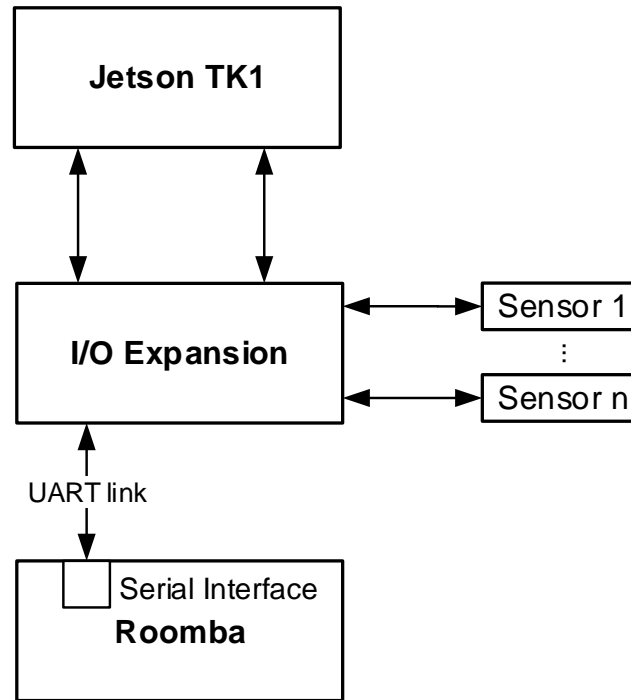 Jetson TK1
I/O Expansion
Sensor 1
⋮
Sensor n
UART link
Serial Interface
Roomba